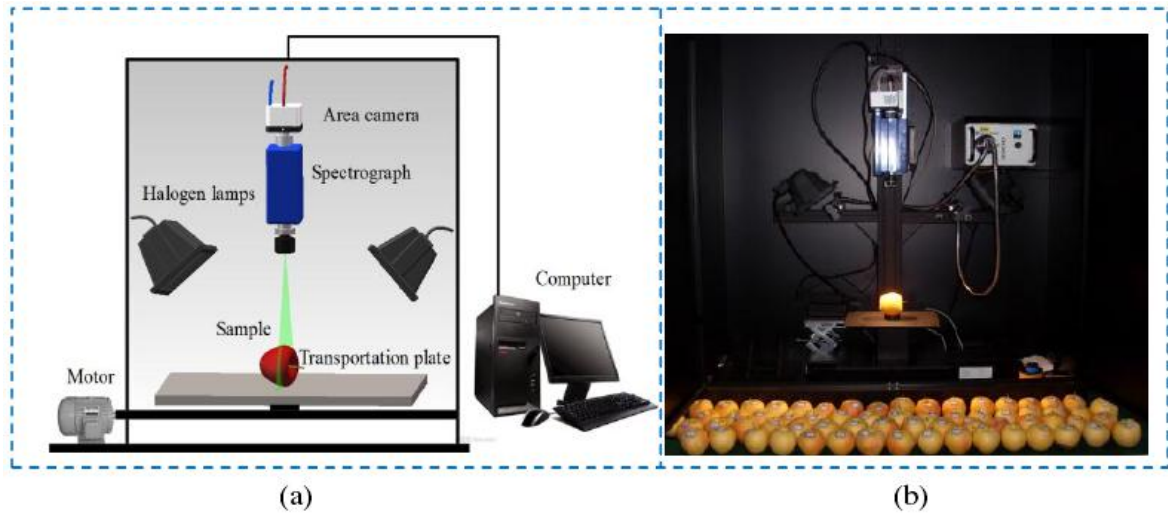 Area camera
Spectrograph
Halogen lamps
Computer
Sample
Transportation plate
Motor
(a)
(b)